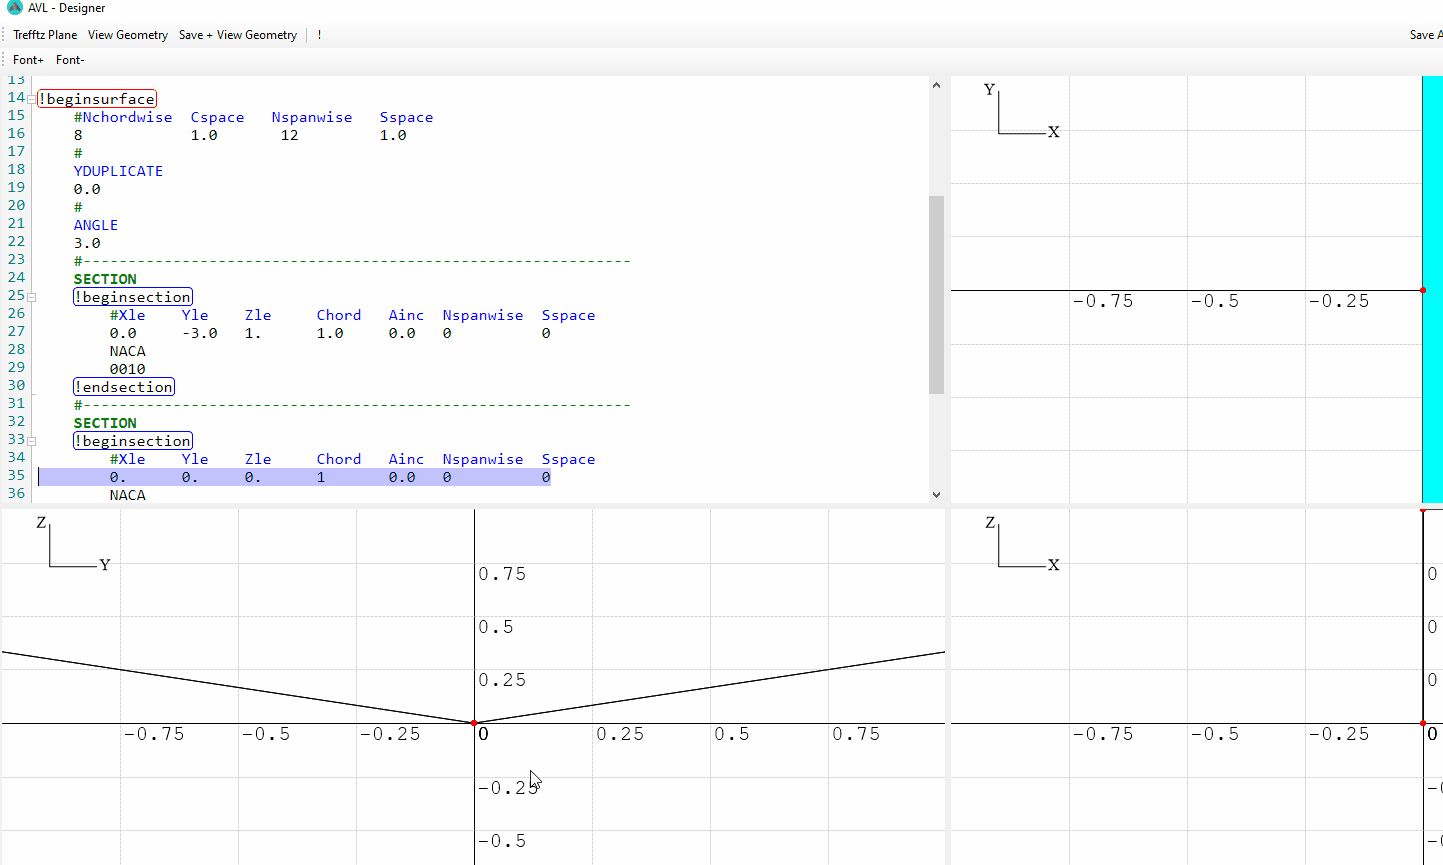 AVL - Designer
Trefftz Plane View Geometry Save + View Geometry !
Save A
Font+ Font-
13
14 !beginsurface
15 #Nchordwise Cspace Nspanwise Sspace
16 8 1.0 12 1.0
17 #
18 YDUPLICATE
19 0.0
20 #
21 ANGLE
22 3.0
23 #-------------------------------------------------------------
24 SECTION
25 !beginsection
26 #Xle Yle Zle Chord Ainc Nspanwise Sspace
27 0.0 -3.0 1. 1.0 0.0 0 0
28 NACA
29 0010
30 !endsection
31 #-------------------------------------------------------------
32 SECTION
33 !beginsection
34 #Xle Yle Zle Chord Ainc Nspanwise Sspace
35 0. 0. 0. 1 0.0 0 0
36 NACA
Y
X
-0.75 -0.5 -0.25
Z
Y
0.75
0.5
0.25
-0.75 -0.5 -0.25 0 0.25 0.5 0.75
-0.25
-0.5
Z
X
0
0
0
-0.75 -0.5 -0.25 0